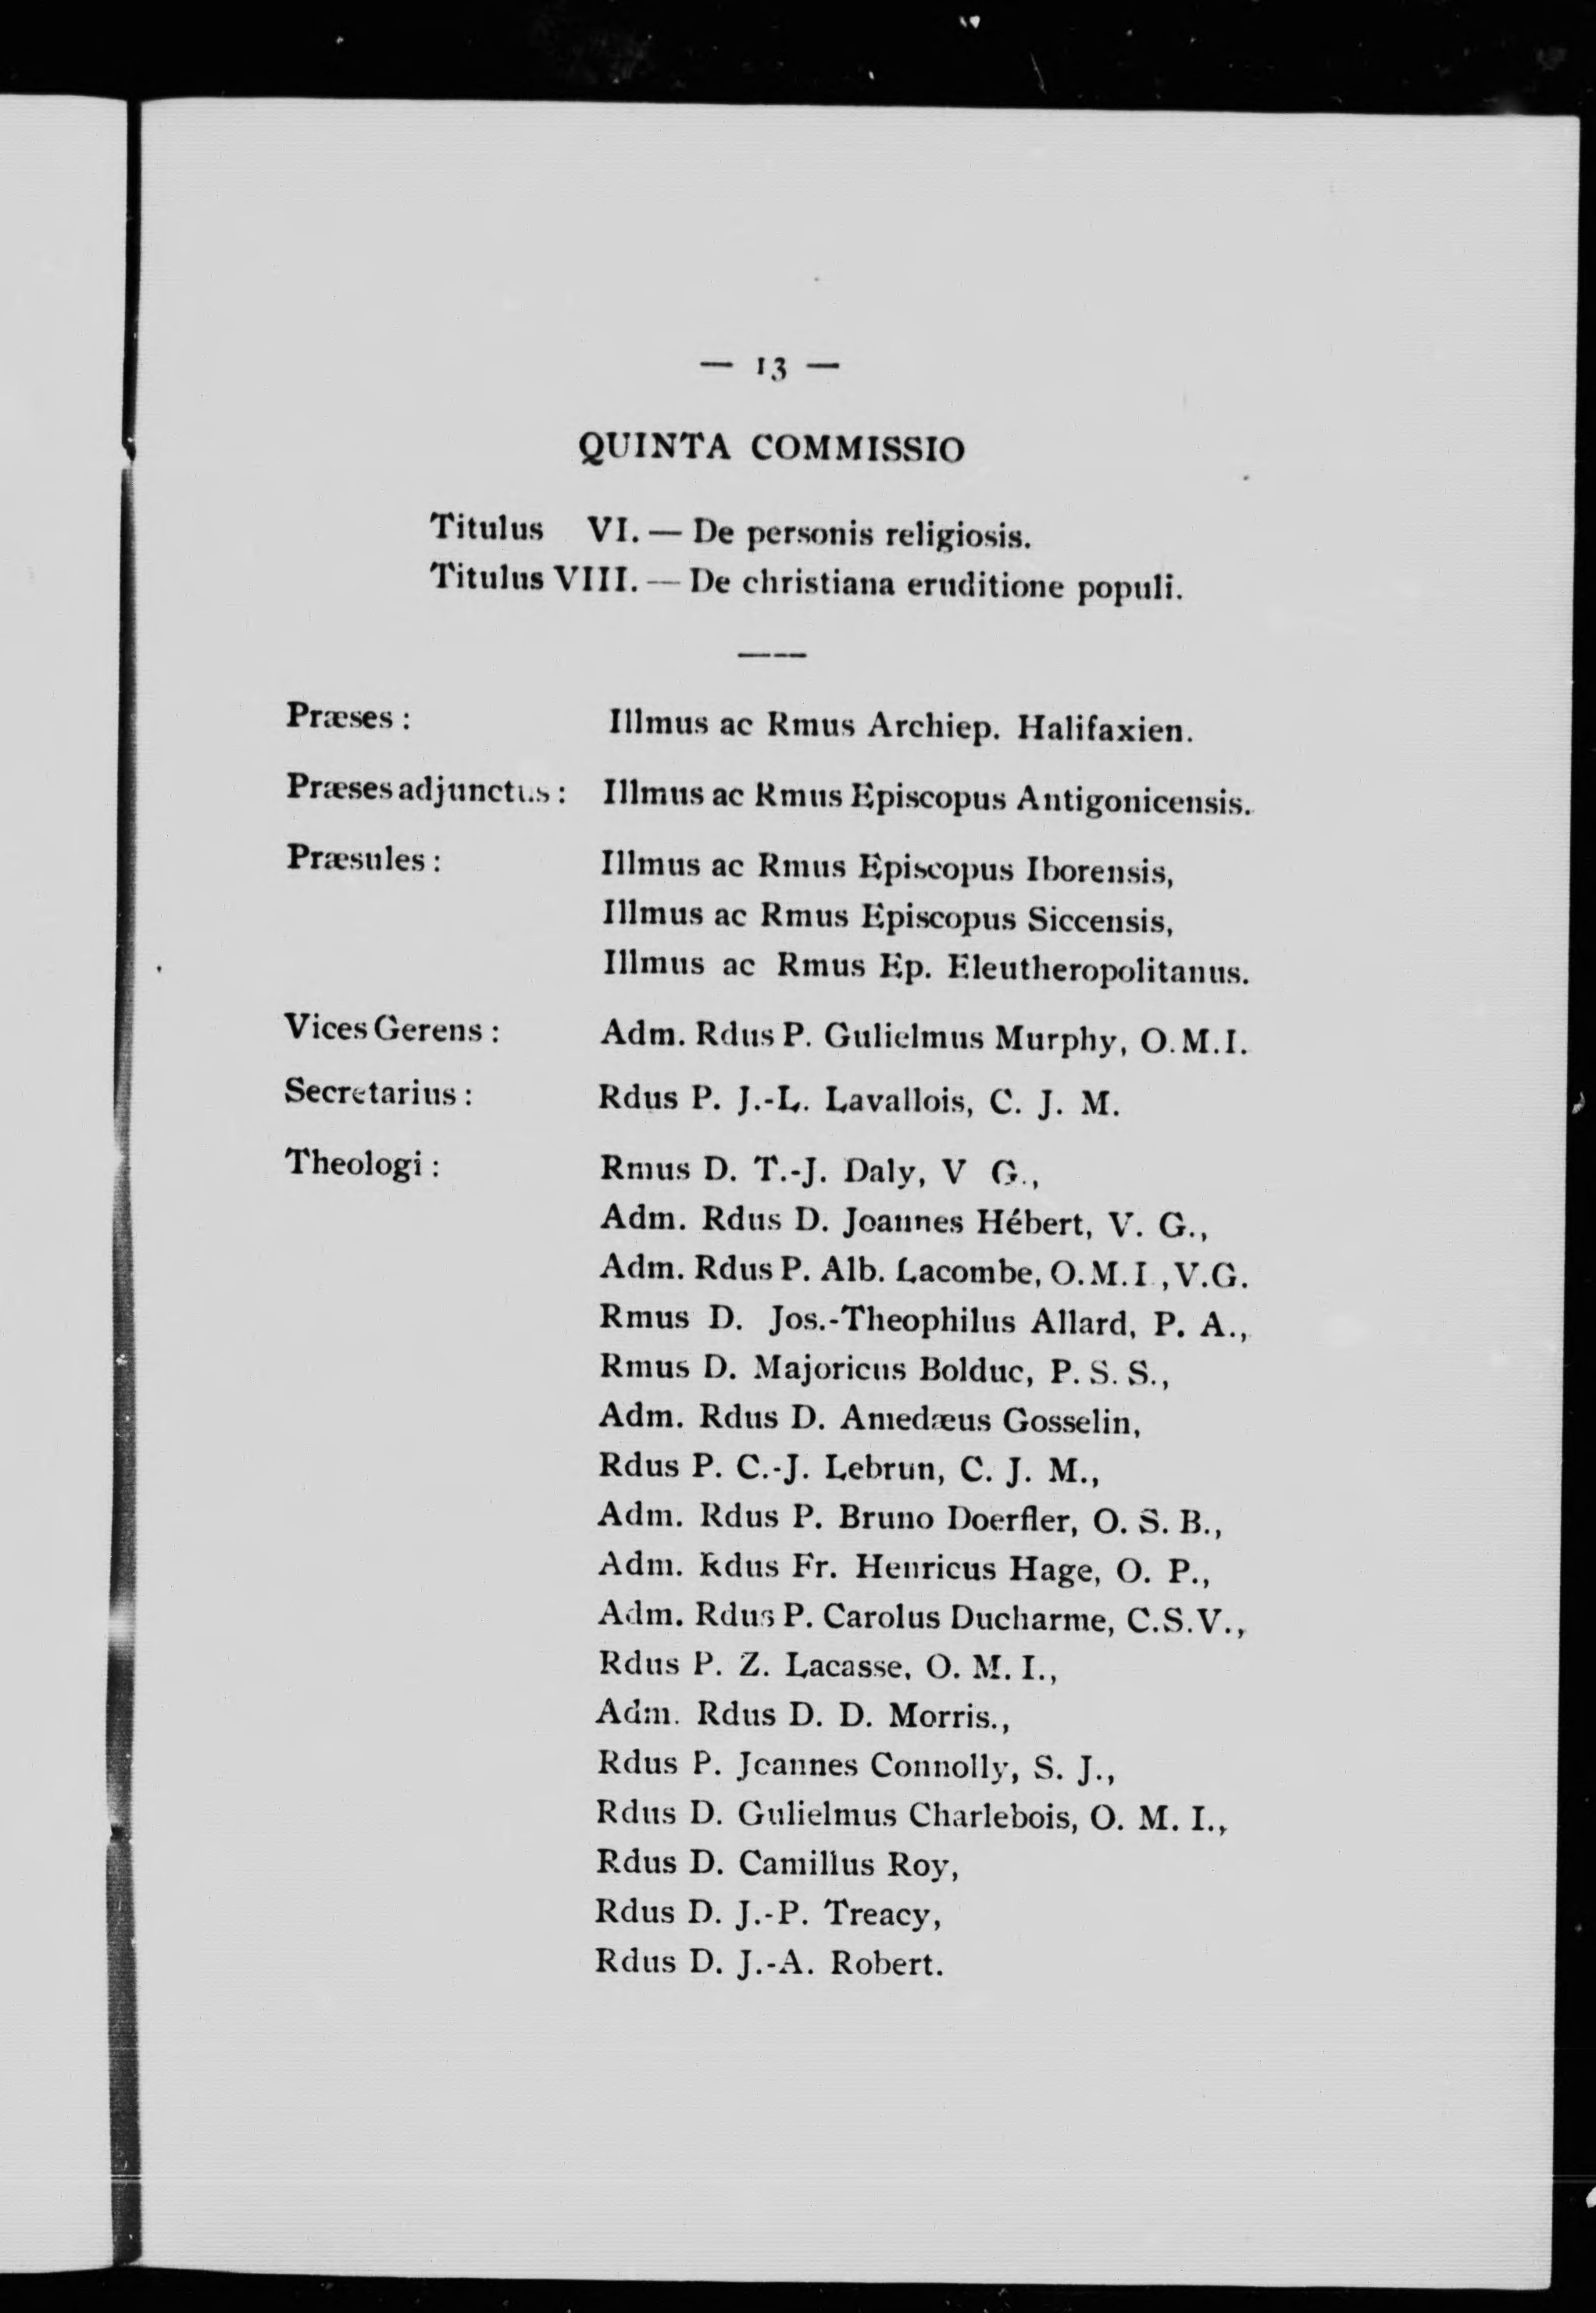 — 13 —
QUINTA COMMISSIO
Titulus VI. — De personis religiosis.
Titulus VIII. — De christiana eruditione populi.
Præses : Illmus ac Rmus Archiep. Halifaxien.
Præses adjunctus : Illmus ac Rmus Episcopus Antigonicensis.
Præsules : Illmus ac Rmus Episcopus Iborensis,
Illmus ac Rmus Episcopus Siccensis,
Illmus ac Rmus Ep. Eleutheropolitanus.
Vices Gerens : Adm. Rdus P. Gulielmus Murphy, O. M. I.
Secretarius : Rdus P. J.-L. Lavallois, C. J. M.
Theologi : Rmus D. T.-J. Daly, V G.,
Adm. Rdus D. Joannes Hébert, V. G.,
Adm. Rdus P. Alb. Lacombe, O. M. I , V. G.
Rmus D. Jos.-Theophilus Allard, P. A.,
Rmus D. Majoricus Bolduc, P. S. S.,
Adm. Rdus D. Amedæus Gosselin,
Rdus P. C.-J. Lebrun, C. J. M.,
Adm. Rdus P. Bruno Doerfler, O. S. B.,
Adm. Rdus Fr. Henricus Hage, O. P.,
Adm. Rdus P. Carolus Ducharme, C.S.V.,
Rdus P. Z. Lacasse, O. M. I.,
Adm. Rdus D. D. Morris.,
Rdus P. Joannes Connolly, S. J.,
Rdus D. Gulielmus Charlebois, O. M. I.,
Rdus D. Camillus Roy,
Rdus D. J.-P. Treacy,
Rdus D. J.-A. Robert.